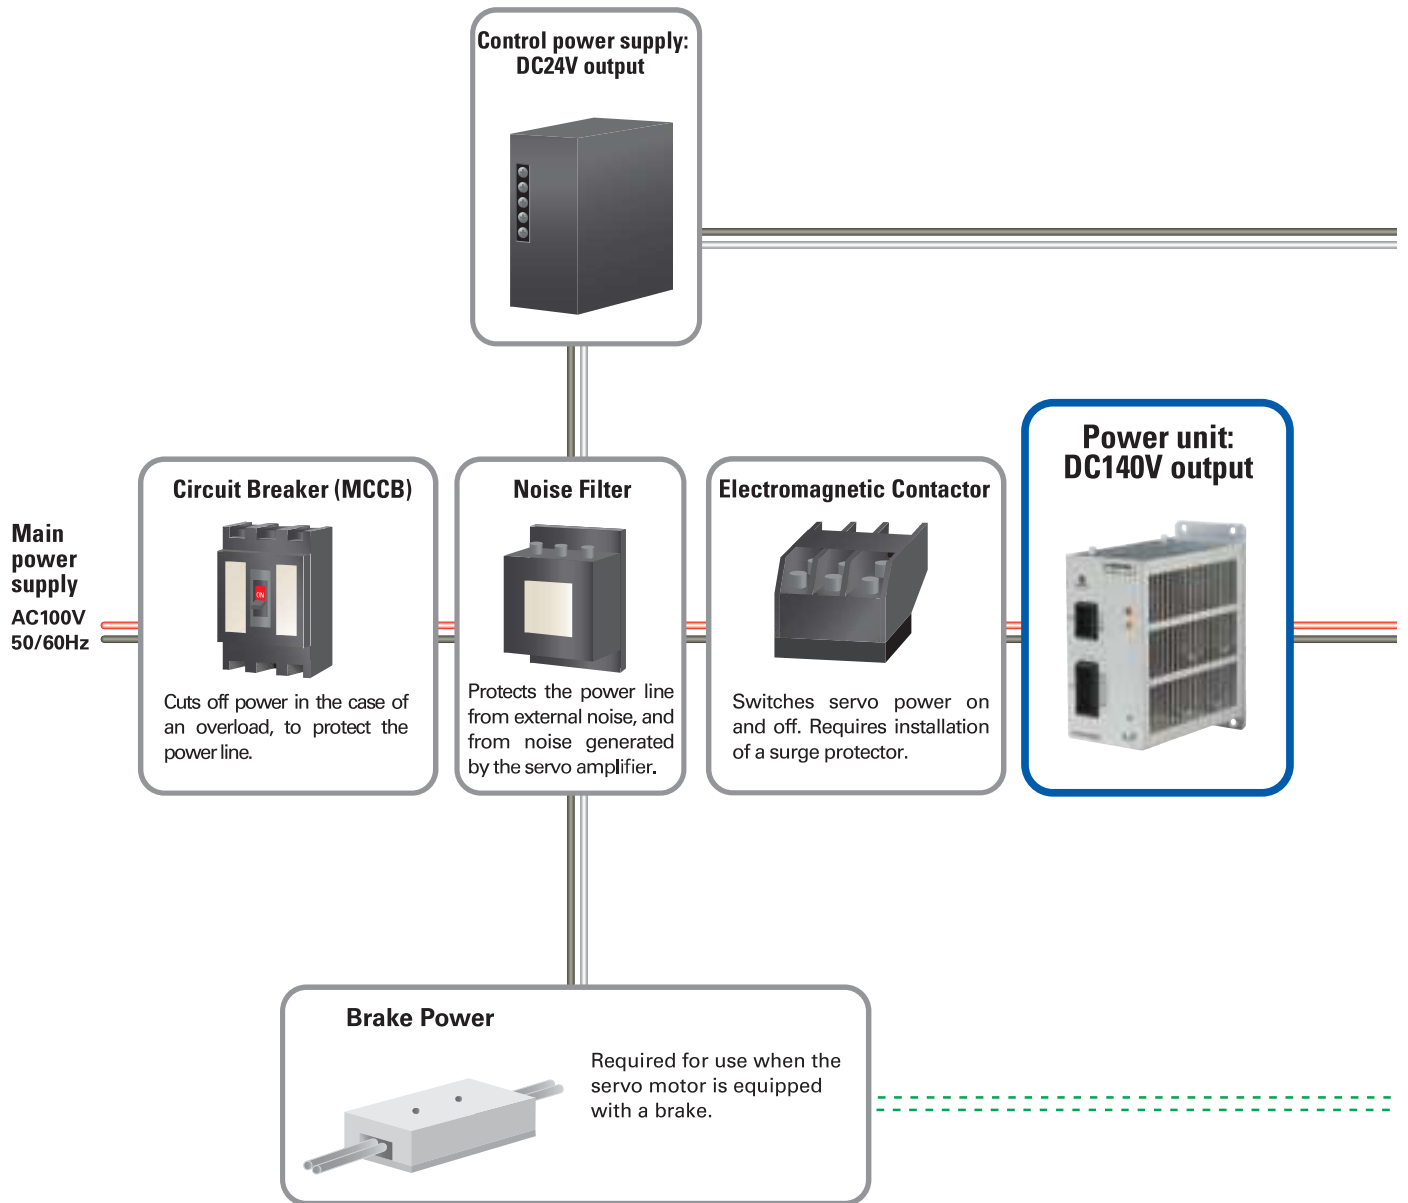 Control power supply:
DC24V output
Power unit:
DC140V output
Circuit Breaker (MCCB)
Noise Filter
Electromagnetic Contactor
Main
power
supply
AC100V
50/60Hz
ON
Cuts off power in the case of
an overload, to protect the
power line.
Protects the power line
from external noise, and
from noise generated
by the servo amplifier.
Switches servo power on
and off. Requires installation
of a surge protector.
Brake Power
Required for use when the
servo motor is equipped
with a brake.